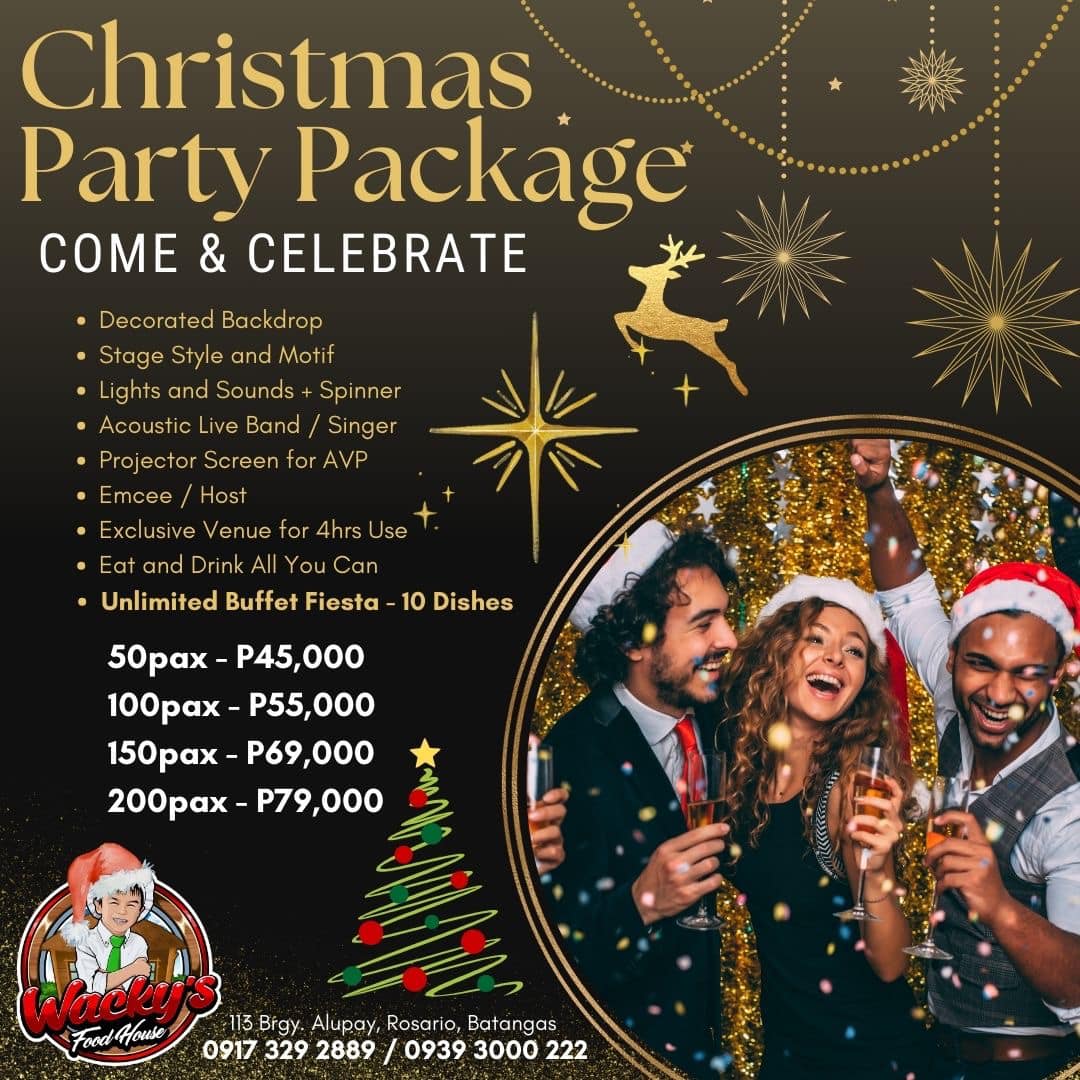 Christmas
Party Package
COME & CELEBRATE
• Decorated Backdrop
• Stage Style and Motif
• Lights and Sounds + Spinner
• Acoustic Live Band / Singer
• Projector Screen for AVP
• Emcee / Host
• Exclusive Venue for 4hrs Use
• Eat and Drink All You Can
• Unlimited Buffet Fiesta - 10 Dishes
50pax - P45,000
100pax - P55,000
150pax - P69,000
200pax - P79,000
Wacky's
Food House
113 Brgy. Alupay, Rosario, Batangas
0917 329 2889 / 0939 3000 222